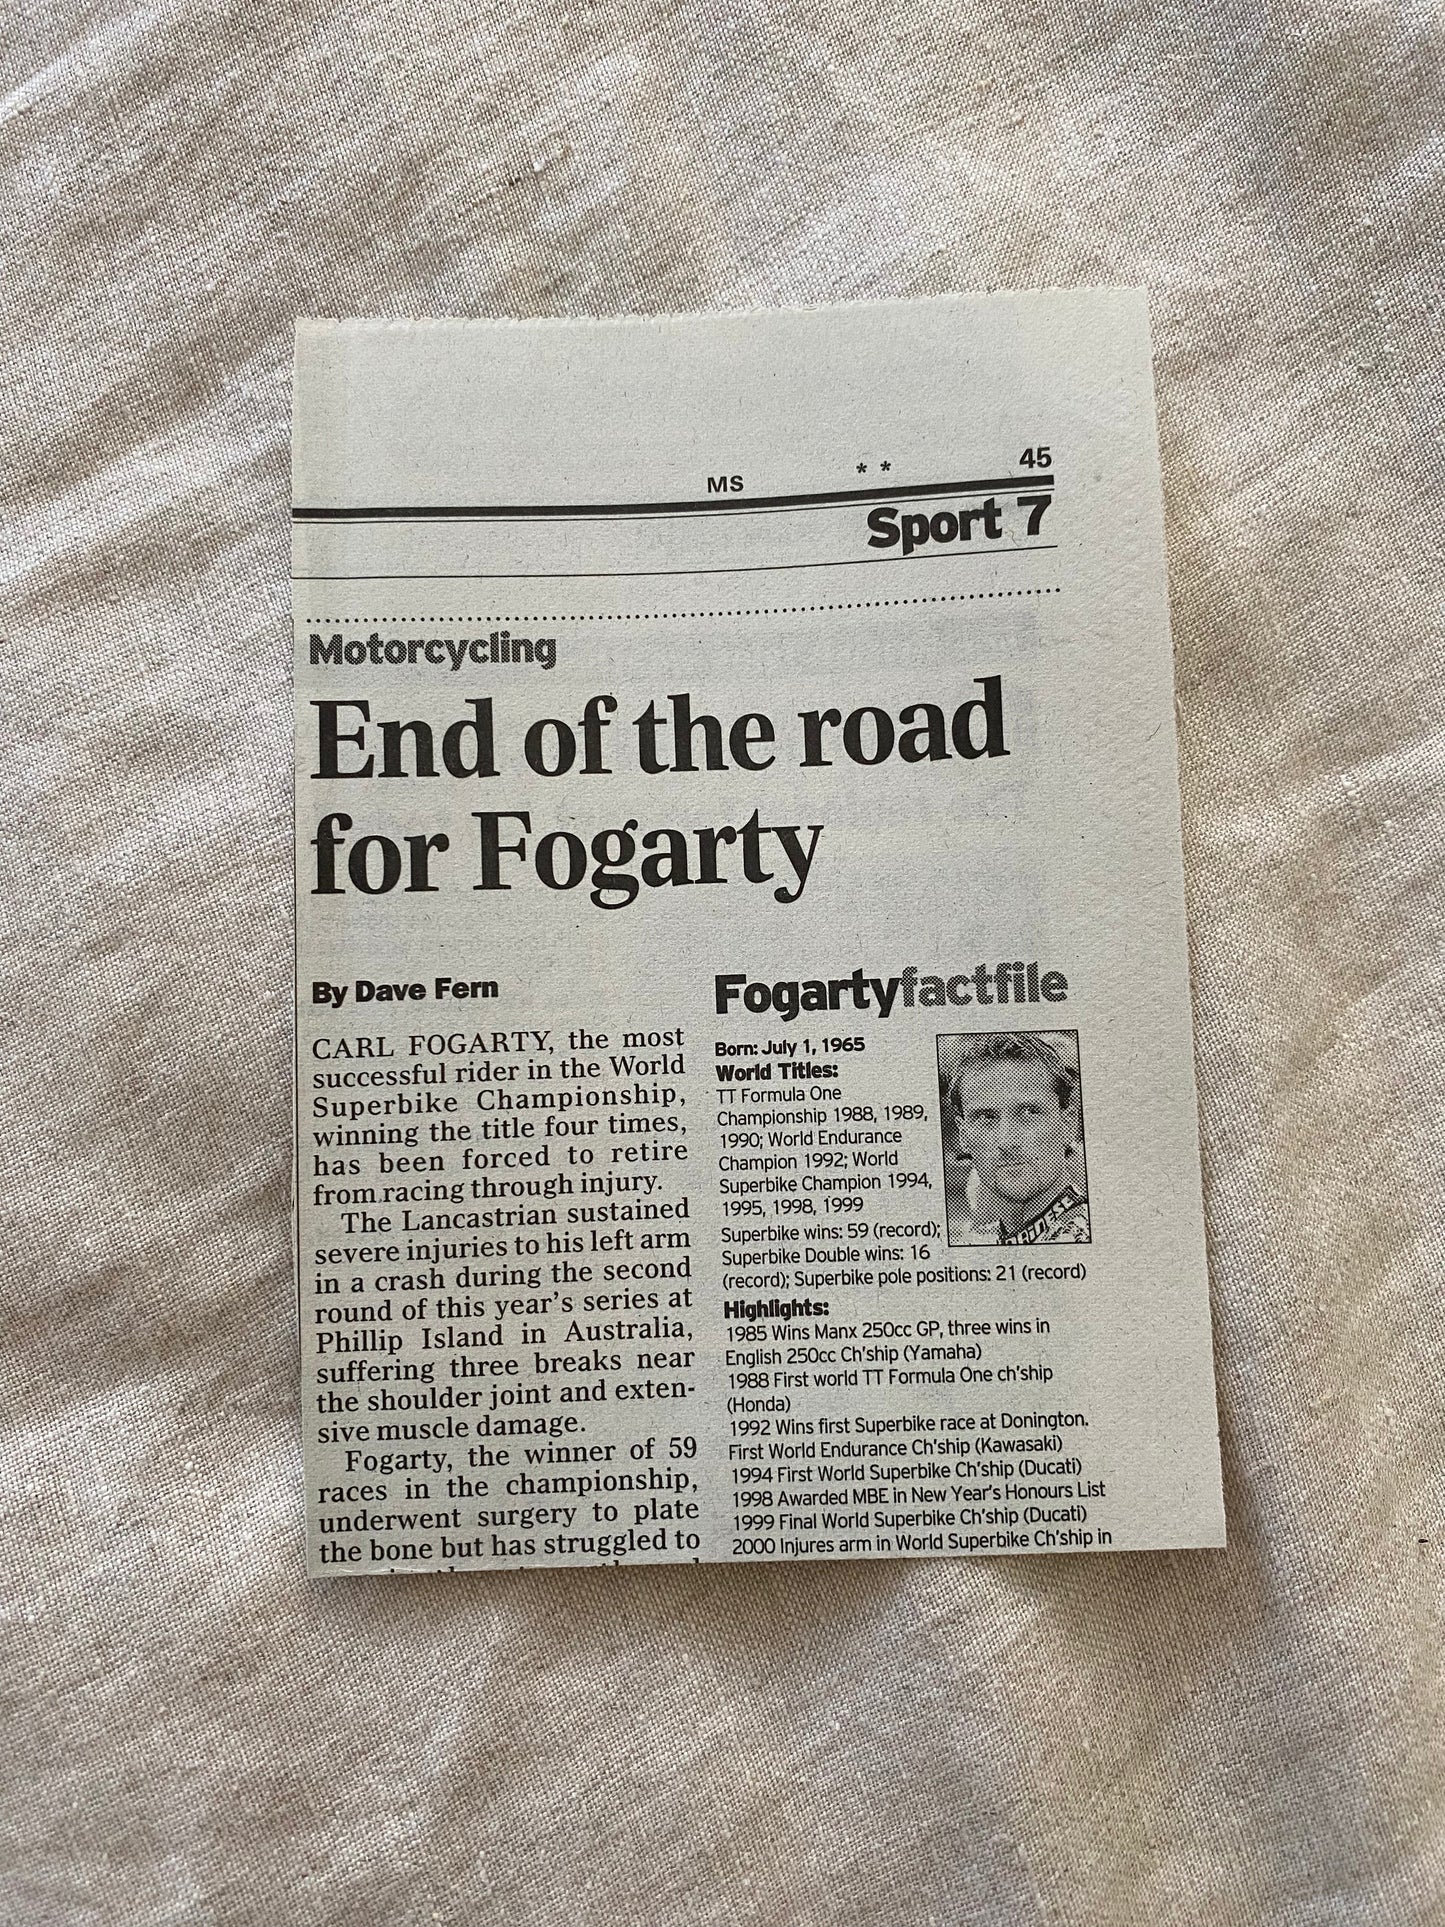 45
MS * *
Sport 7
Motorcycling
End of the road
for Fogarty
By Dave Fern
CARL FOGARTY, the most
successful rider in the World
Superbike Championship,
winning the title four times,
has been forced to retire
from racing through injury.
The Lancastrian sustained
severe injuries to his left arm
in a crash during the second
round of this year's series at
Phillip Island in Australia,
suffering three breaks near
the shoulder joint and exten-
sive muscle damage.
Fogarty, the winner of 59
races in the championship,
underwent surgery to plate
the bone but has struggled to
Fogartyfactfile
Born: July 1, 1965
World Titles:
TT Formula One
Championship 1988, 1989,
1990; World Endurance
Champion 1992; World
Superbike Champion 1994,
1995, 1998, 1999
Superbike wins: 59 (record);
Superbike Double wins: 16
(record); Superbike pole positions: 21 (record)
Highlights:
1985 Wins Manx 250cc GP, three wins in
English 250cc Ch'ship (Yamaha)
1988 First world TT Formula One ch'ship
(Honda)
1992 Wins first Superbike race at Donington.
First World Endurance Ch'ship (Kawasaki)
1994 First World Superbike Ch'ship (Ducati)
1998 Awarded MBE in New Year's Honours List
1999 Final World Superbike Ch'ship (Ducati)
2000 Injures arm in World Superbike Ch'ship in